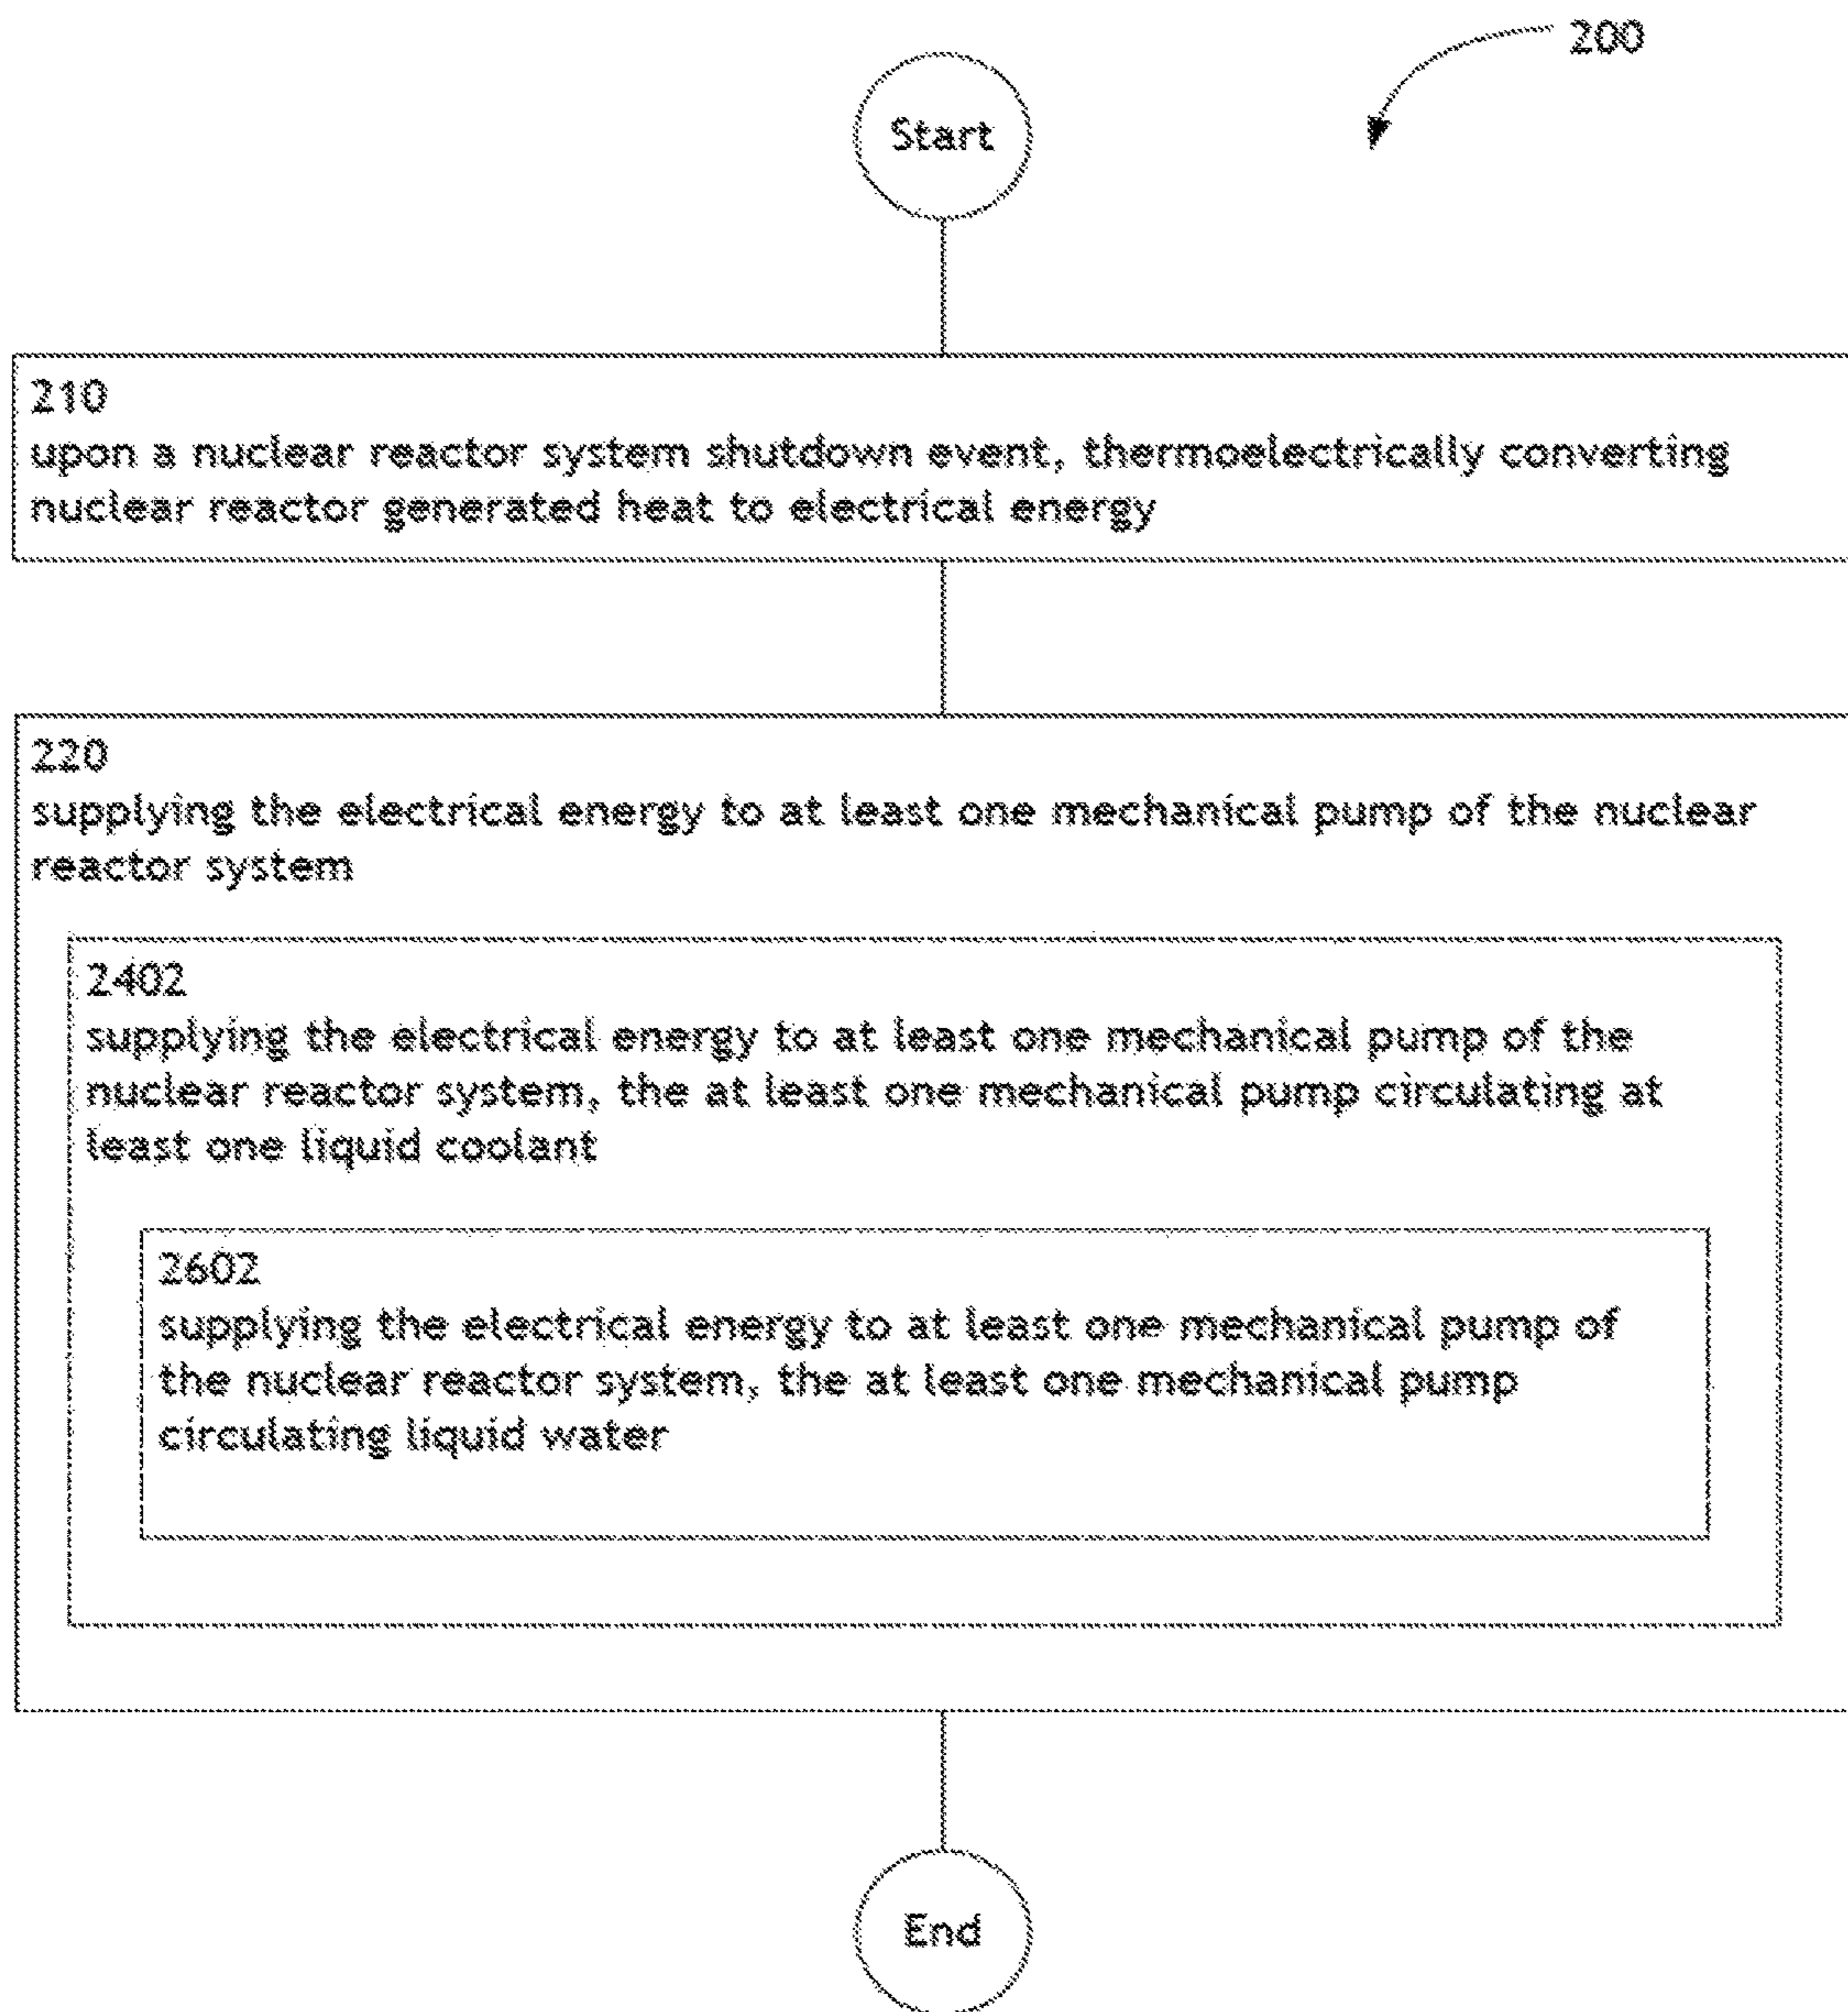 200
Start
210
upon a nuclear reactor system shutdown event, thermoelectrically converting
nuclear reactor generated heat to electrical energy
220
supplying the electrical energy to at least one mechanical pump of the nuclear
reactor system
2402
supplying the electrical energy to at least one mechanical pump of the
nuclear reactor system, the at least one mechanical pump circulating at
least one liquid coolant
2602
supplying the electrical energy to at least one mechanical pump of
the nuclear reactor system, the at least one mechanical pump
circulating liquid water
End